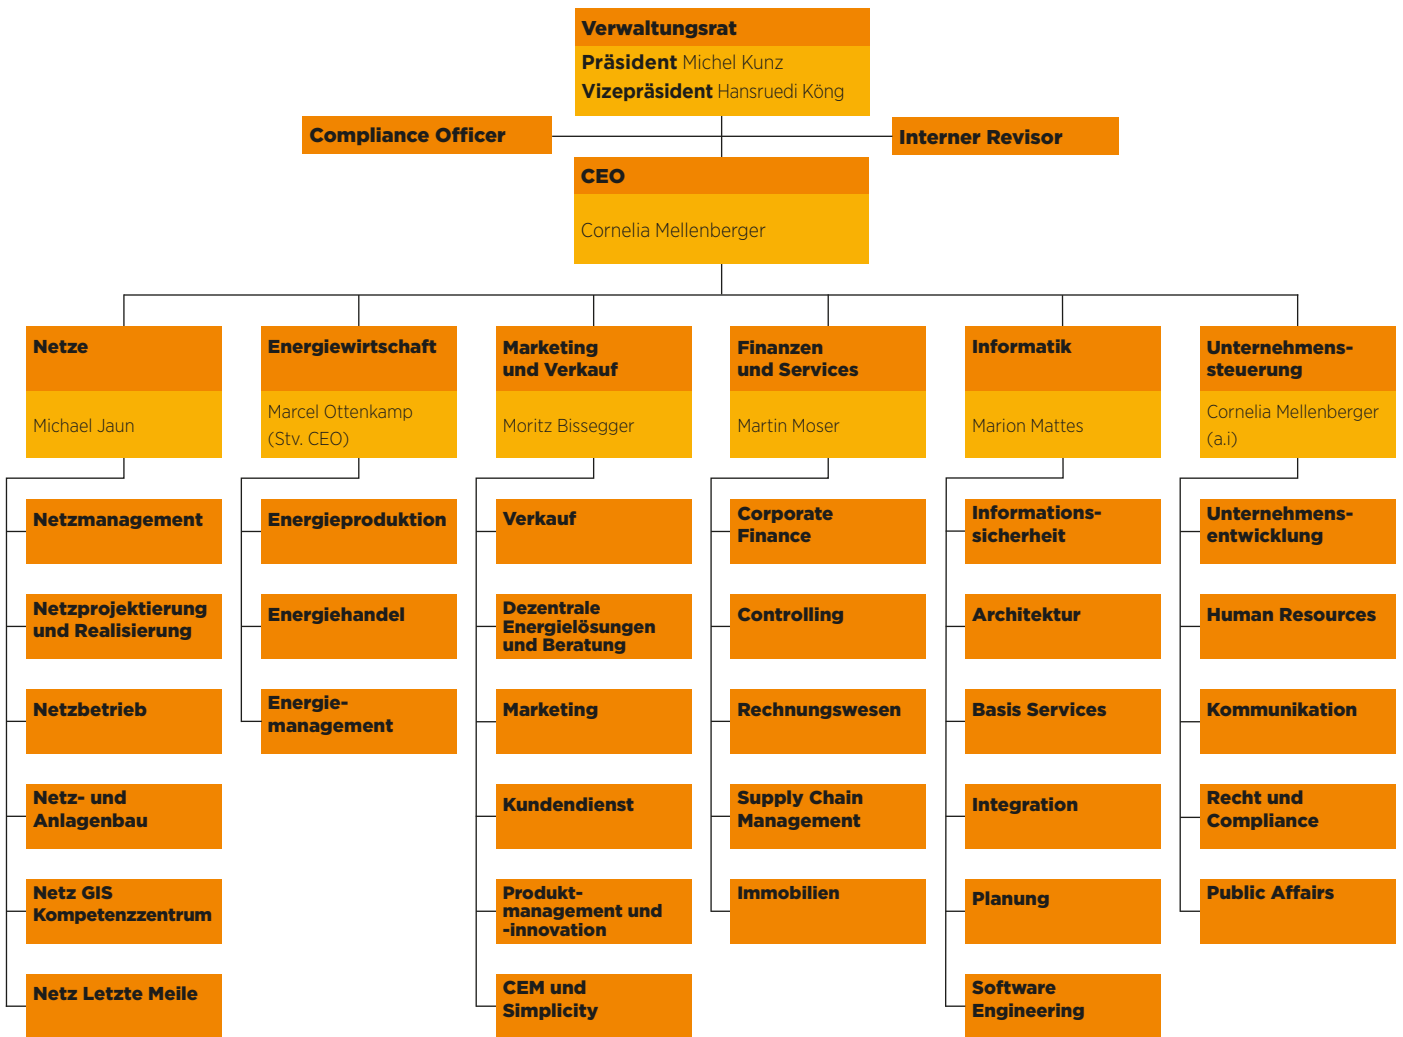 Verwaltungsrat
Präsident Michel Kunz
Vizepräsident Hansruedi Köng
Compliance Officer
Interner Revisor
CEO
Cornelia Mellenberger
Netze
Michael Jaun
Netzmanagement
Netzprojektierung
und Realisierung
Netzbetrieb
Netz- und
Anlagenbau
Netz GIS
Kompetenzzentrum
Netz Letzte Meile
Energiewirtschaft
Marcel Ottenkamp
(Stv. CEO)
Energieproduktion
Energiehandel
Energie-
management
Marketing
und Verkauf
Moritz Bissegger
Verkauf
Dezentrale
Energielösungen
und Beratung
Marketing
Kundendienst
Produkt-
management und
-innovation
CEM und
Simplicity
Finanzen
und Services
Martin Moser
Corporate
Finance
Controlling
Rechnungswesen
Supply Chain
Management
Immobilien
Informatik
Marion Mattes
Informations-
sicherheit
Architektur
Basis Services
Integration
Planung
Software
Engineering
Unternehmens-
steuerung
Cornelia Mellenberger
(a.i)
Unternehmens-
entwicklung
Human Resources
Kommunikation
Recht und
Compliance
Public Affairs